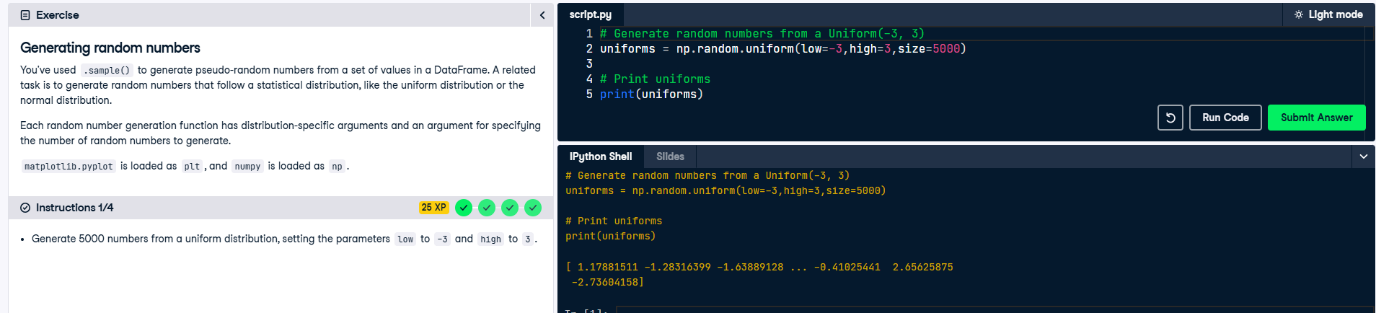 Exercise
Generating random numbers
You've used .sample() to generate pseudo-random numbers from a set of values in a DataFrame. A related
task is to generate random numbers that follow a statistical distribution, like the uniform distribution or the
normal distribution.
Each random number generation function has distribution-specific arguments and an argument for specifying
the number of random numbers to generate.
matplotlib.pyplot is loaded as plt , and numpy is loaded as np .
Instructions 1/4
25 XP
• Generate 5000 numbers from a uniform distribution, setting the parameters low to -3 and high to 3 .
script.py
Light mode
1 # Generate random numbers from a Uniform(-3, 3)
2 uniforms = np.random.uniform(low=-3,high=3,size=5000)
3
4 # Print uniforms
5 print(uniforms)
Run Code
Submit Answer
IPython Shell
Slides
# Generate random numbers from a Uniform(-3, 3)
uniforms = np.random.uniform(low=-3,high=3,size=5000)
# Print uniforms
print(uniforms)
[ 1.17881511 -1.28316399 -1.63889128 ... -0.41025441  2.65625875
 -2.73604158]
In [1]: